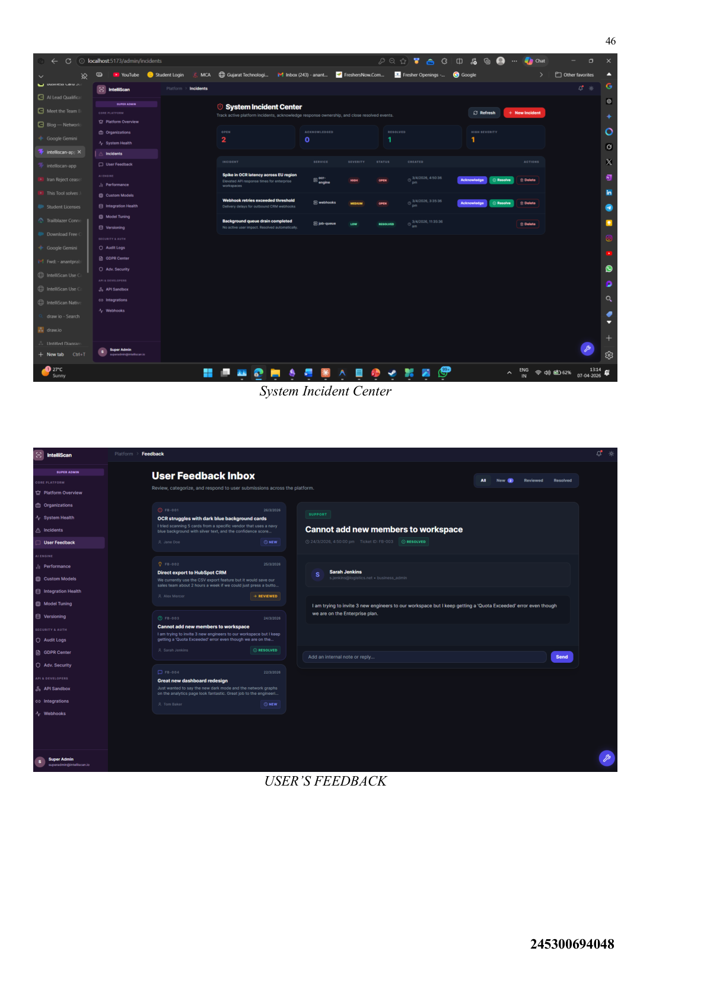 46
localhost:5173/admin/incidents
Chat
YouTube
Student Login
MCA
Gujarat Technologi...
Inbox (243) - anant...
FreshersNow.Com...
Fresher Openings -...
Google
Other favorites
AI Lead Qualific
Meet the Team
Blog — Network
Google Gemini
intelliscan-app
intelliscan-app
Iran Reject cease
This Tool solves
Student Licenses
Trailblazer Conn
Download Free
Google Gemini
Fwd: - anantprat
IntelliScan Use C
IntelliScan Use C
IntelliScan Nativ
draw io - Search
draw.io
Untitled Diagram
New tab Ctrl+T
IntelliScan
SUPER ADMIN
CORE PLATFORM
Platform Overview
Organizations
System Health
Incidents
User Feedback
AI ENGINE
Performance
Custom Models
Integration Health
Model Tuning
Versioning
SECURITY & AUTH
Audit Logs
GDPR Center
Adv. Security
API & DEVELOPERS
API Sandbox
Integrations
Webhooks
S
Super Admin
superadmin@intelliscan.io
Platform > Incidents
System Incident Center
Track active platform incidents, acknowledge response ownership, and close resolved events.
Refresh
+ New Incident
OPEN
2
ACKNOWLEDGED
0
RESOLVED
1
HIGH SEVERITY
1
INCIDENT SERVICE SEVERITY STATUS CREATED ACTIONS
Spike in OCR latency across EU region
Elevated API response times for enterprise
workspaces
ocr-
engine
HIGH
OPEN
3/4/2026, 4:50:36
pm
Acknowledge Resolve Delete
Webhook retries exceeded threshold
Delivery delays for outbound CRM webhooks
webhooks
MEDIUM
OPEN
3/4/2026, 3:35:36
pm
Acknowledge Resolve Delete
Background queue drain completed
No active user impact. Resolved automatically.
job-queue
LOW
RESOLVED
3/4/2026, 11:35:36
am
Delete
1
27°C
Sunny
99+
ENG
IN
62%
13:14
07-04-2026
System Incident Center
IntelliScan
SUPER ADMIN
CORE PLATFORM
Platform Overview
Organizations
System Health
Incidents
User Feedback
AI ENGINE
Performance
Custom Models
Integration Health
Model Tuning
Versioning
SECURITY & AUTH
Audit Logs
GDPR Center
Adv. Security
API & DEVELOPERS
API Sandbox
Integrations
Webhooks
S
Super Admin
superadmin@intelliscan.io
Platform > Feedback
User Feedback Inbox
Review, categorize, and respond to user submissions across the platform.
All New 2 Reviewed Resolved
FB-001 26/3/2026
OCR struggles with dark blue background cards
I tried scanning 5 cards from a specific vendor that uses a navy
blue background with silver text, and the confidence score...
Jane Doe NEW
FB-002 25/3/2026
Direct export to HubSpot CRM
We currently use the CSV export feature but it would save our
sales team about 2 hours a week if we could just press a butto...
Alex Mercer REVIEWED
FB-003 24/3/2026
Cannot add new members to workspace
I am trying to invite 3 new engineers to our workspace but I keep
getting a 'Quota Exceeded' error even though we are on the...
Sarah Jenkins RESOLVED
FB-004 22/3/2026
Great new dashboard redesign
Just wanted to say the new dark mode and the network graphs
on the analytics page look fantastic. Great job to the engineeri...
Tom Baker NEW
SUPPORT
Cannot add new members to workspace
24/3/2026, 4:50:00 pm Ticket ID: FB-003 RESOLVED
S
Sarah Jenkins
s.jenkins@logistics.net • business_admin
I am trying to invite 3 new engineers to our workspace but I keep getting a 'Quota Exceeded' error even though
we are on the Enterprise plan.
Add an internal note or reply...
Send
USER’S FEEDBACK
245300694048